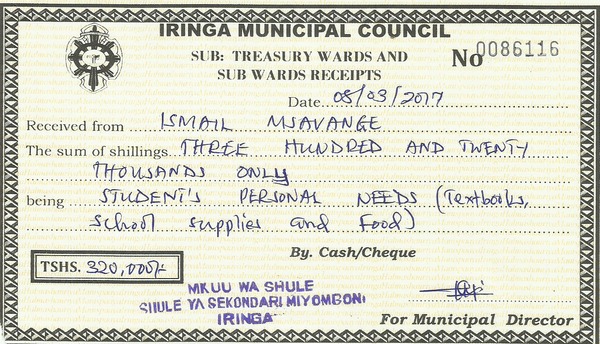 IRINGA MUNICIPAL COUNCIL
SUB: TREASURY WARDS AND
SUB WARDS RECEIPTS
No 0086116
Date 08/03/2017
Received from ISMAIL MSAVANGE
The sum of shillings THREE HUNDRED AND TWENTY
THOUSANDS ONLY
being STUDENT'S PERSONAL NEEDS (Textbooks,
School supplies and Food)
By. Cash/Cheque
TSHS. 320,000/-
MKUU WA SHULE
SHULE YA SEKONDARI MIYOMBONI
IRINGA
For Municipal Director